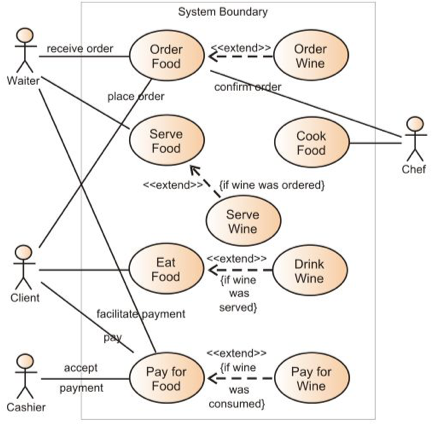 System Boundary
receive order
Order
Food
<<extend>>
Order
Wine
Waiter
place order
confirm order
Serve
Food
Cook
Food
Chef
<<extend>>
{if wine was ordered}
Serve
Wine
Eat
Food
<<extend>>
{if wine
was
served}
Drink
Wine
Client
facilitate payment
pay
accept
payment
Pay for
Food
<<extend>>
{if wine
was
consumed}
Pay for
Wine
Cashier